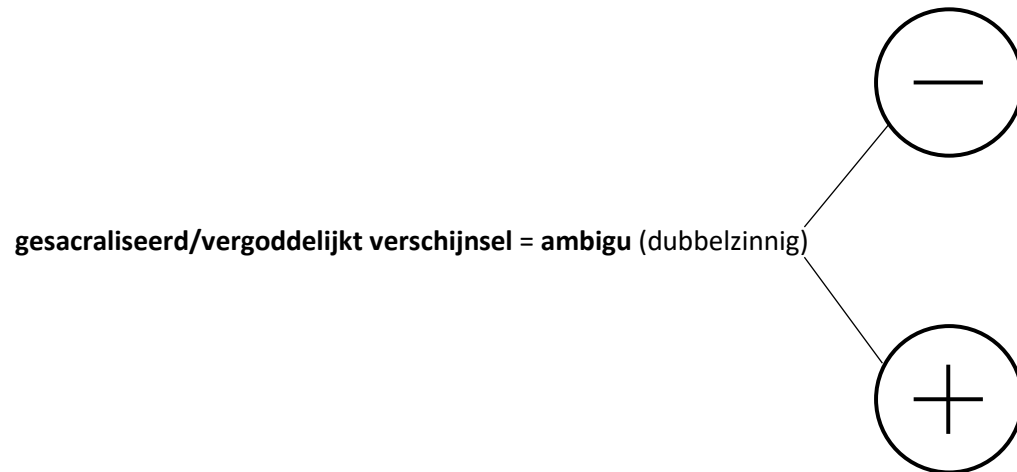 −
gesacraliseerd/vergoddelijkt verschijnsel = ambigu (dubbelzinnig)
+